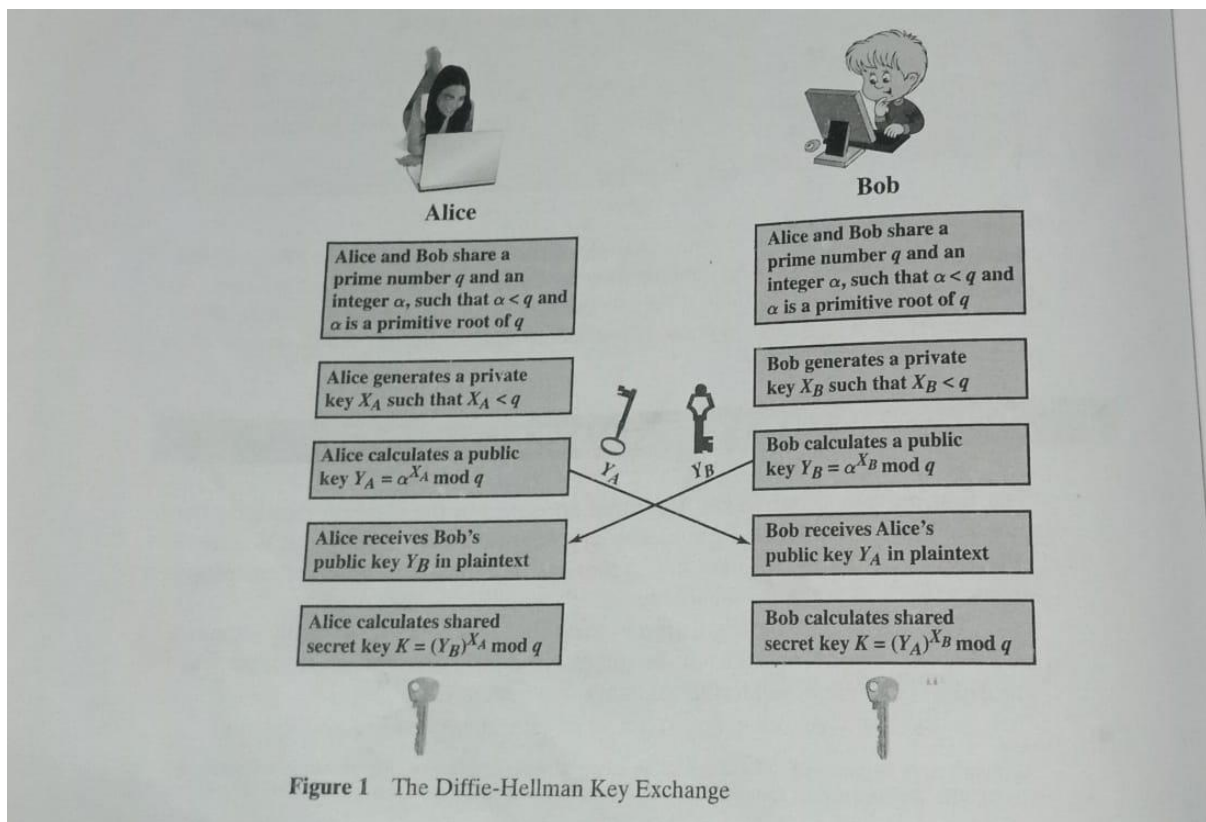 Alice
Alice and Bob share a
prime number q and an
integer α, such that α < q and
α is a primitive root of q
Alice generates a private
key X_A such that X_A < q
Alice calculates a public
key Y_A = α^X_A mod q
Alice receives Bob's
public key Y_B in plaintext
Alice calculates shared
secret key K = (Y_B)^X_A mod q
Y_A
Y_B
Bob
Alice and Bob share a
prime number q and an
integer α, such that α < q and
α is a primitive root of q
Bob generates a private
key X_B such that X_B < q
Bob calculates a public
key Y_B = α^X_B mod q
Bob receives Alice's
public key Y_A in plaintext
Bob calculates shared
secret key K = (Y_A)^X_B mod q
Figure 1 The Diffie-Hellman Key Exchange